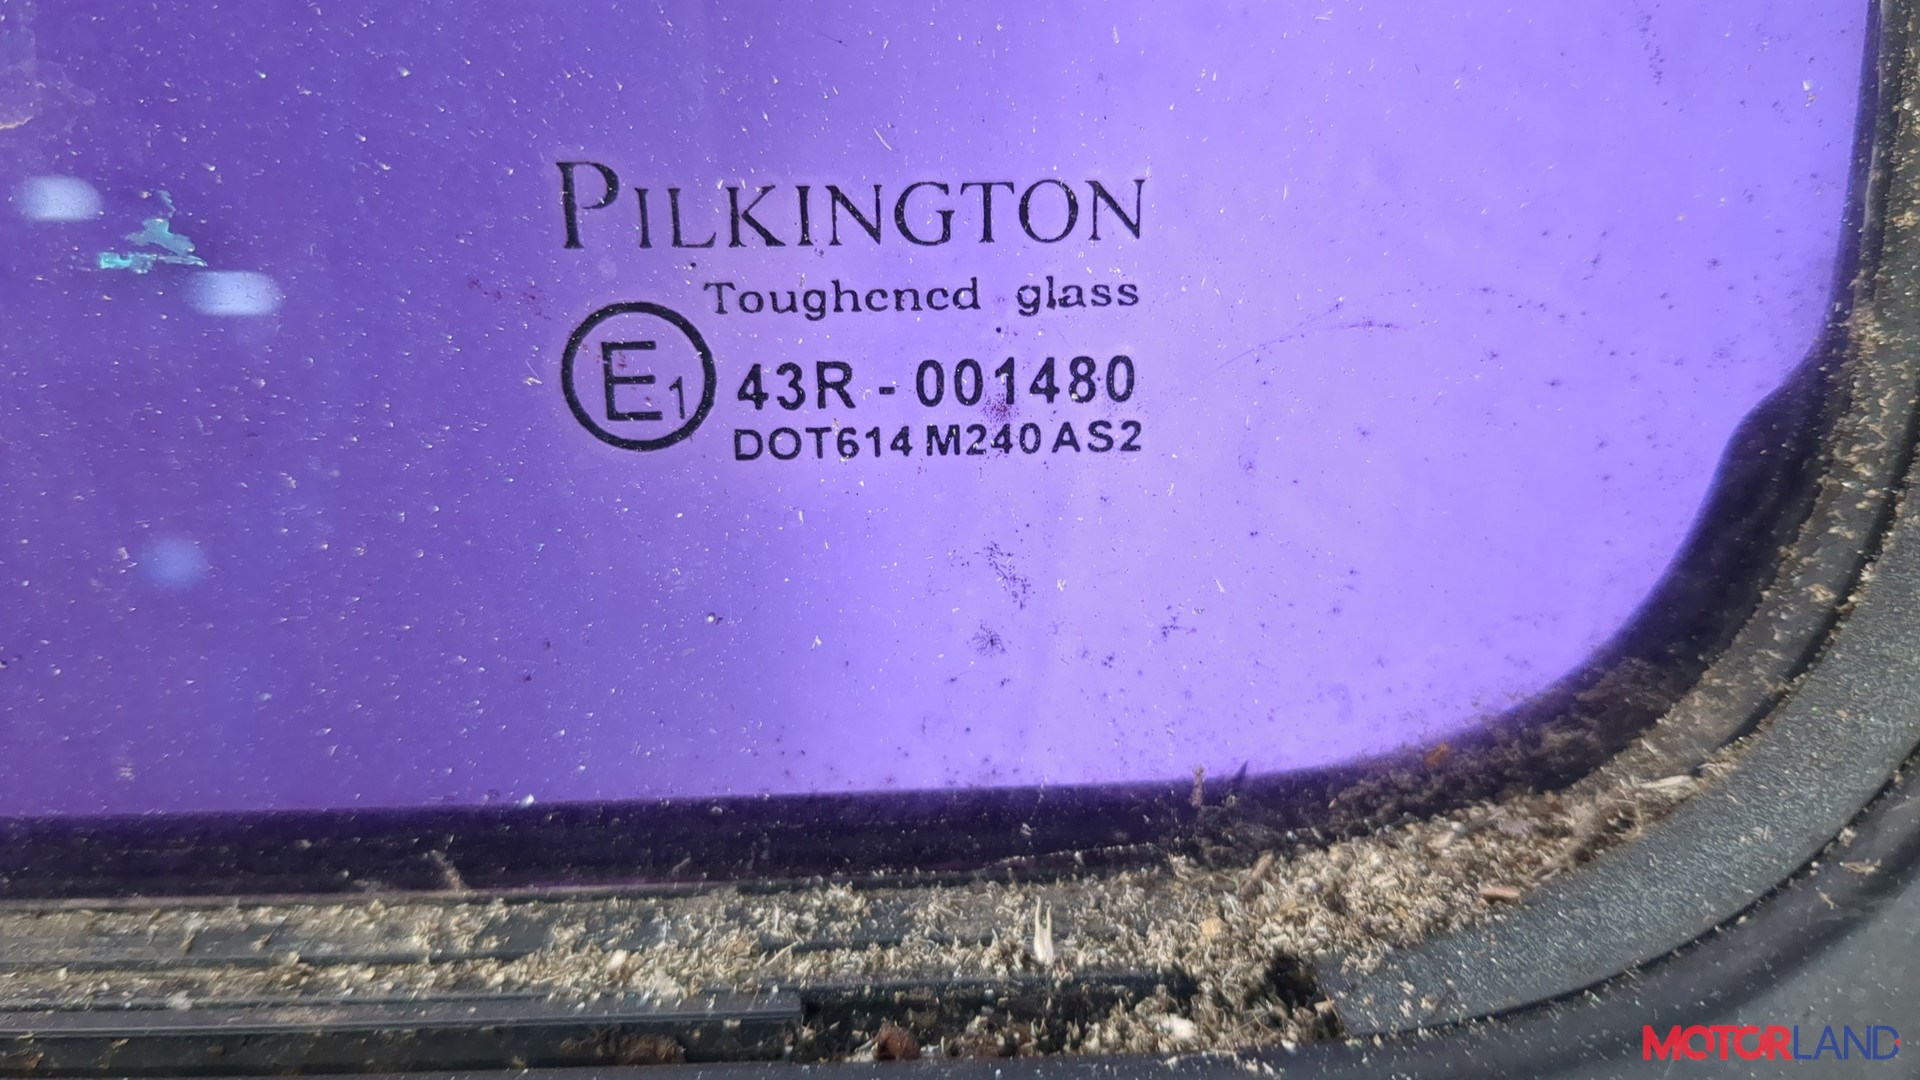 PILKINGTON
Toughened glass
E1 43R - 001480
DOT614 M240 AS2
MOTORLAND